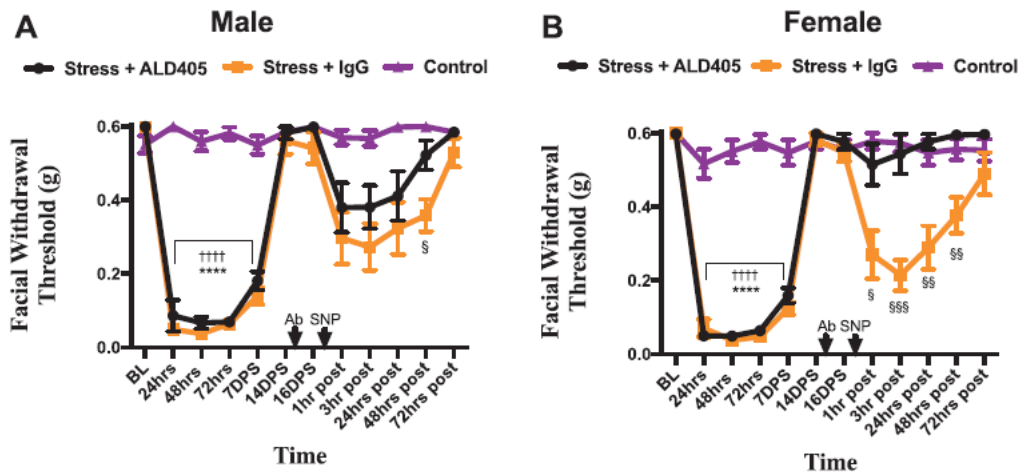 A Male
Stress + ALD405 Stress + IgG Control
Facial Withdrawal
Threshold (g)
0.6
0.4
0.2
0.0
††††
****
Ab SNP
§
BL
24hrs
48hrs
72hrs
7DPS
14DPS
16DPS
1hr post
3hr post
24hrs post
48hrs post
72hrs post
Time
B Female
Stress + ALD405 Stress + IgG Control
Facial Withdrawal
Threshold (g)
0.6
0.4
0.2
0.0
††††
****
Ab SNP
§
§§§
§§
§§
BL
24hrs
48hrs
72hrs
7DPS
14DPS
16DPS
1hr post
3hr post
24hrs post
48hrs post
72hrs post
Time